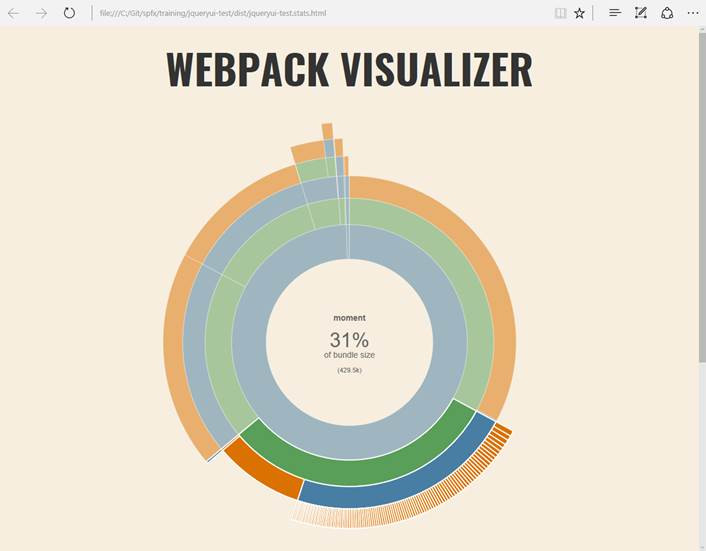 file:///C:/Git/spfx/training/jqueryui-test/dist/jqueryui-test.stats.html
WEBPACK VISUALIZER
moment
31%
of bundle size
(429.5k)